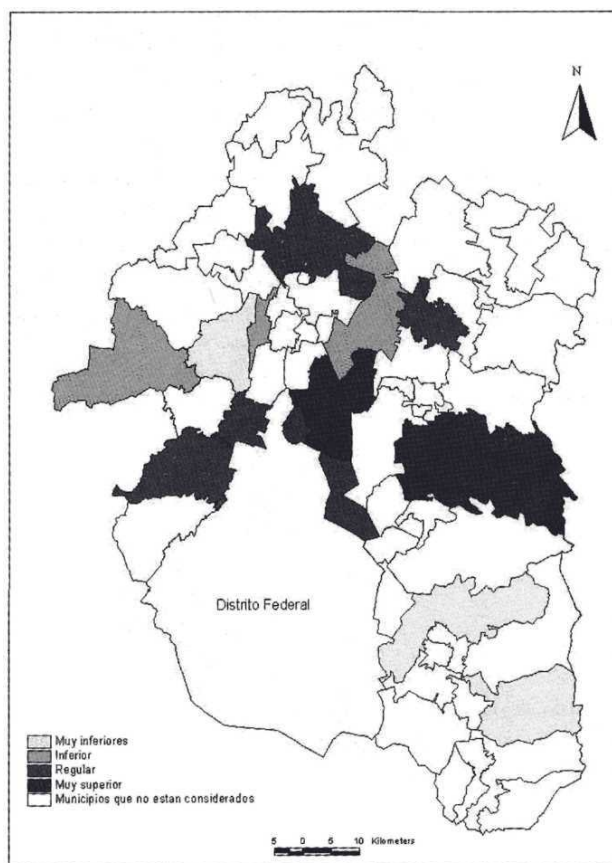 N
Distrito Federal
Muy inferiores
Inferior
Regular
Muy superior
Municipios que no estan considerados
5 0 5 10 Kilometers